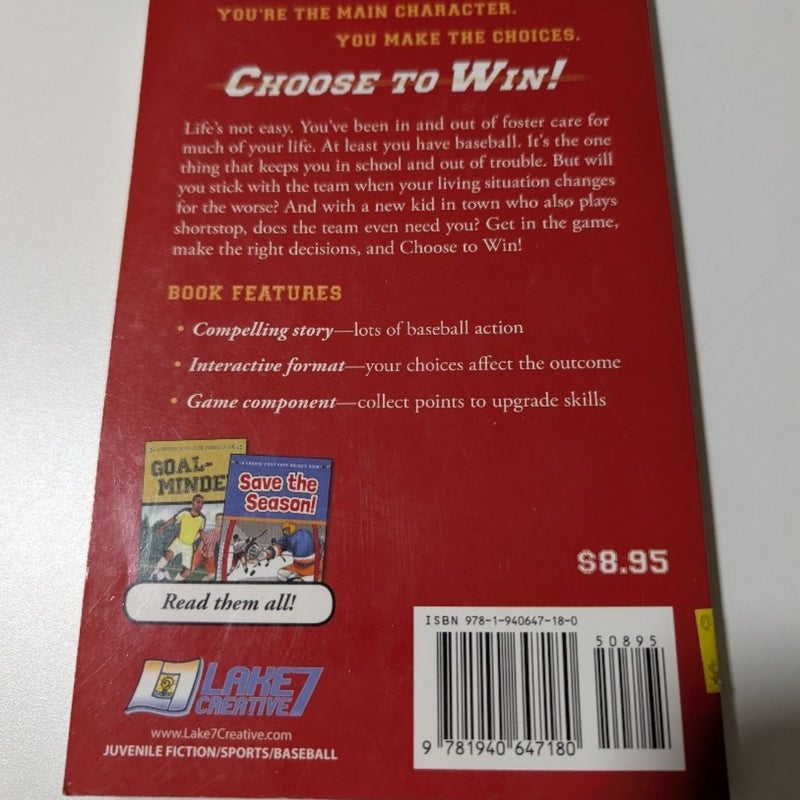 YOU'RE THE MAIN CHARACTER.
YOU MAKE THE CHOICES.
CHOOSE TO WIN!
Life's not easy. You've been in and out of foster care for
much of your life. At least you have baseball. It's the one
thing that keeps you in school and out of trouble. But will
you stick with the team when your living situation changes
for the worse? And with a new kid in town who also plays
shortstop, does the team even need you? Get in the game,
make the right decisions, and Choose to Win!
BOOK FEATURES
• Compelling story—lots of baseball action
• Interactive format—your choices affect the outcome
• Game component—collect points to upgrade skills
GOAL-
MINDE
Save the
Season!
Read them all!
$8.95
ISBN 978-1-940647-18-0
50895
9 781940 647180
LAKE7
CREATIVE
www.Lake7Creative.com
JUVENILE FICTION/SPORTS/BASEBALL